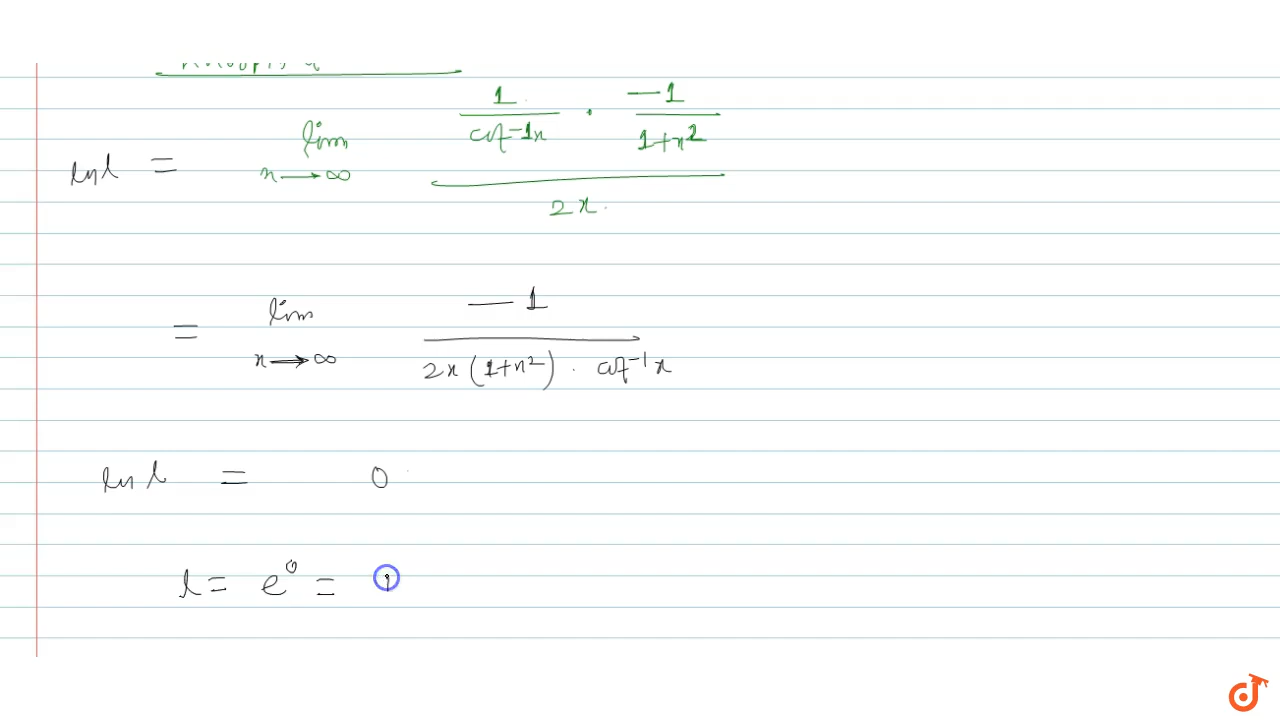 ln l = lim x→∞ (1/cot⁻¹x · −1/(1+x²)) / 2x
= lim x→∞ −1 / (2x(1+x²) · cot⁻¹x)
ln l = 0
l = e⁰ = 1